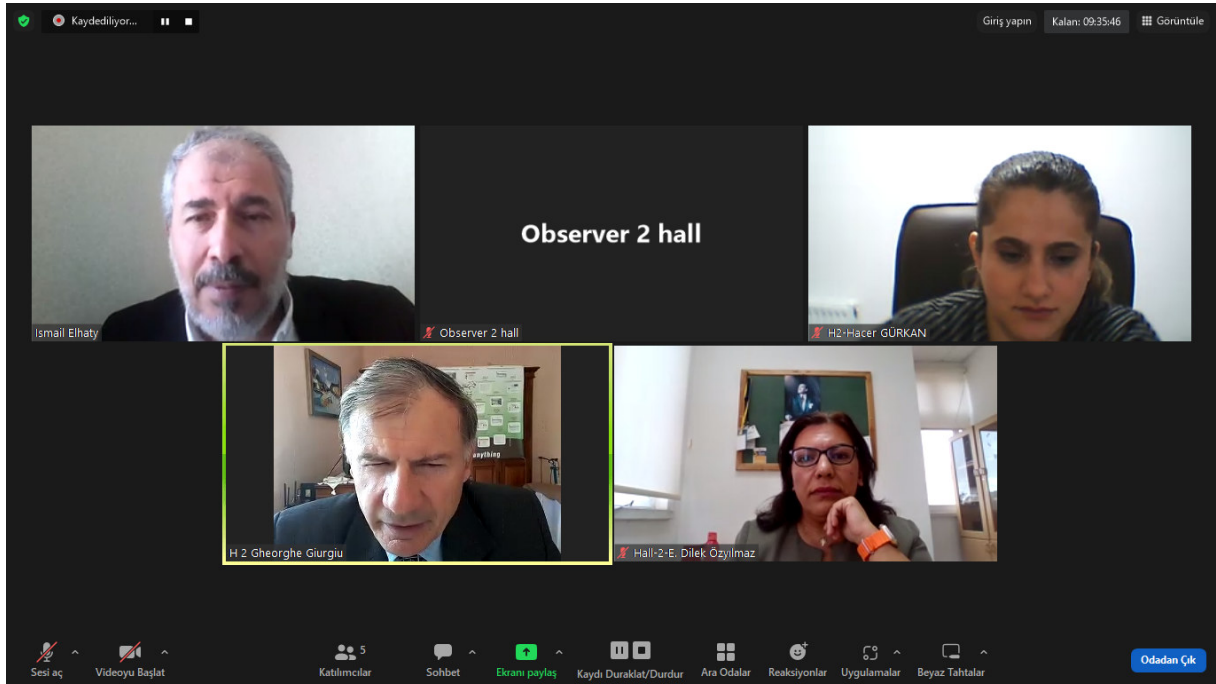 Kaydediliyor...
Giriş yapın
Kalan: 09:35:46
Görüntüle
Observer 2 hall
Ismail Elhaty
Observer 2 hall
H2-Hacer GÜRKAN
anything
H 2 Gheorghe Giurgiu
Hall-2-E. Dilek Özyılmaz
Sesi aç
Videoyu Başlat
5
Katılımcılar
Sohbet
Ekranı paylaş
Kaydı Duraklat/Durdur
Ara Odalar
Reaksiyonlar
Uygulamalar
Beyaz Tahtalar
Odadan Çık